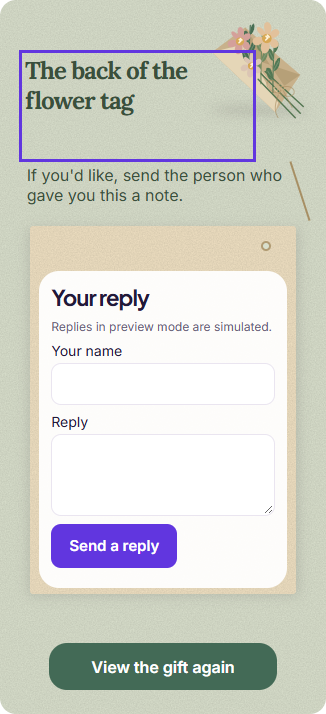 The back of the
flower tag
If you'd like, send the person who
gave you this a note.
Your reply
Replies in preview mode are simulated.
Your name
Reply
Send a reply
View the gift again